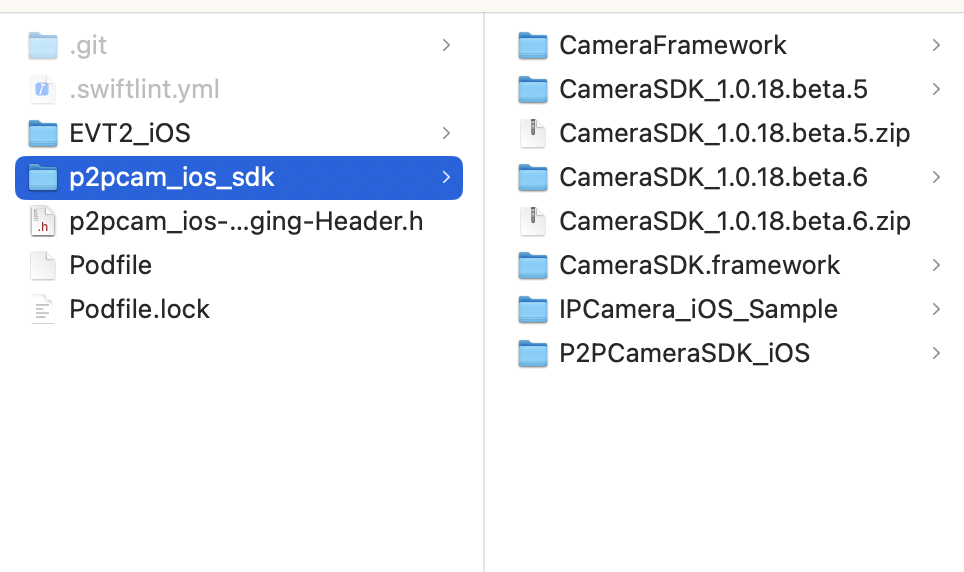 .git
.swiftlint.yml
EVT2_iOS
p2pcam_ios_sdk
p2pcam_ios-...ging-Header.h
Podfile
Podfile.lock
CameraFramework
CameraSDK_1.0.18.beta.5
CameraSDK_1.0.18.beta.5.zip
CameraSDK_1.0.18.beta.6
CameraSDK_1.0.18.beta.6.zip
CameraSDK.framework
IPCamera_iOS_Sample
P2PCameraSDK_iOS